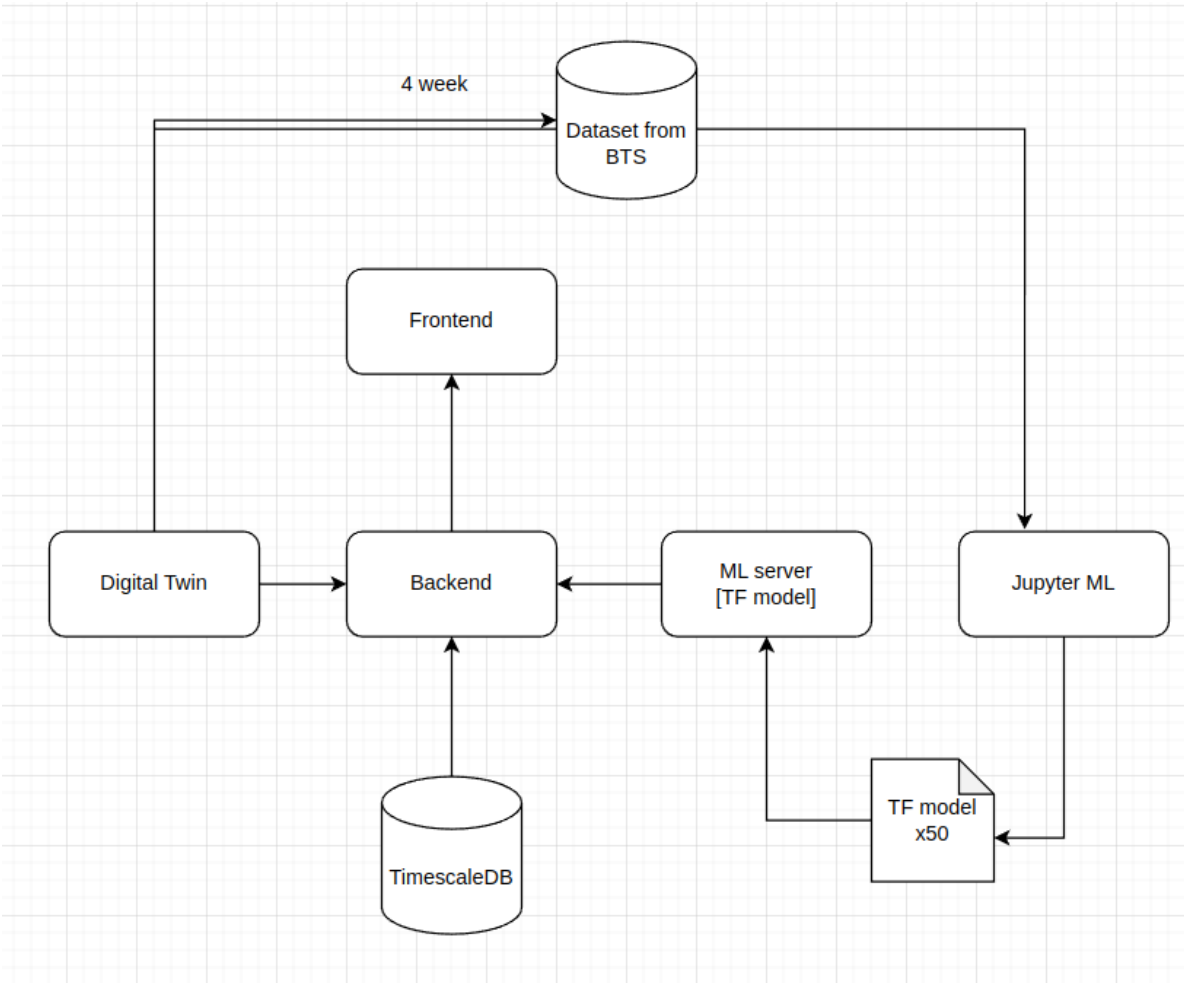 4 week
Dataset from
BTS
Frontend
Digital Twin
Backend
ML server
[TF model]
Jupyter ML
TF model
x50
TimescaleDB